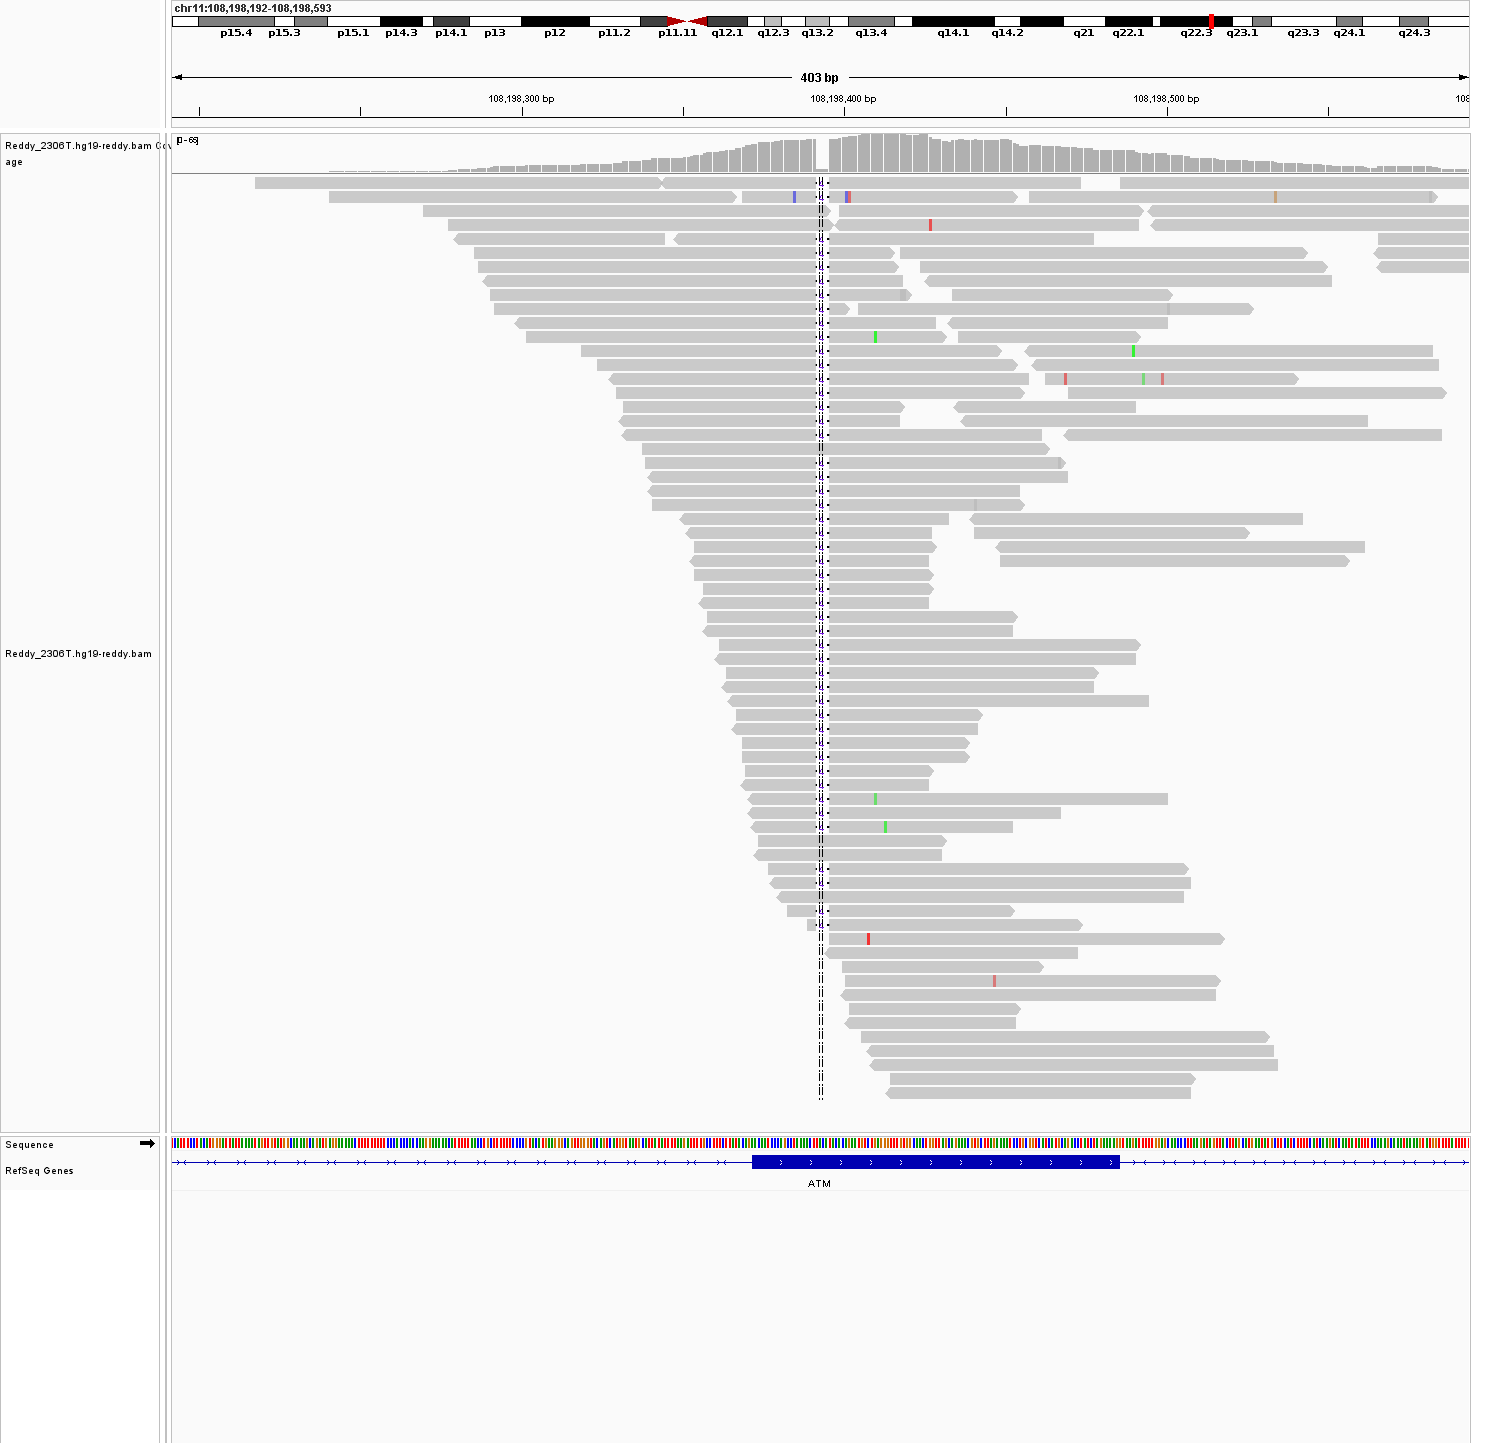 chr11:108,198,192-108,198,593
p15.4 p15.3 p15.1 p14.3 p14.1 p13 p12 p11.2 p11.11 q12.1 q12.3 q13.2 q13.4 q14.1 q14.2 q21 q22.1 q22.3 q23.1 q23.3 q24.1 q24.3
403 bp
108,198,300 bp 108,198,400 bp 108,198,500 bp 108
[0 - 69]
Reddy_2306T.hg19-reddy.bam Cov
age
Reddy_2306T.hg19-reddy.bam
Sequence
RefSeq Genes
ATM